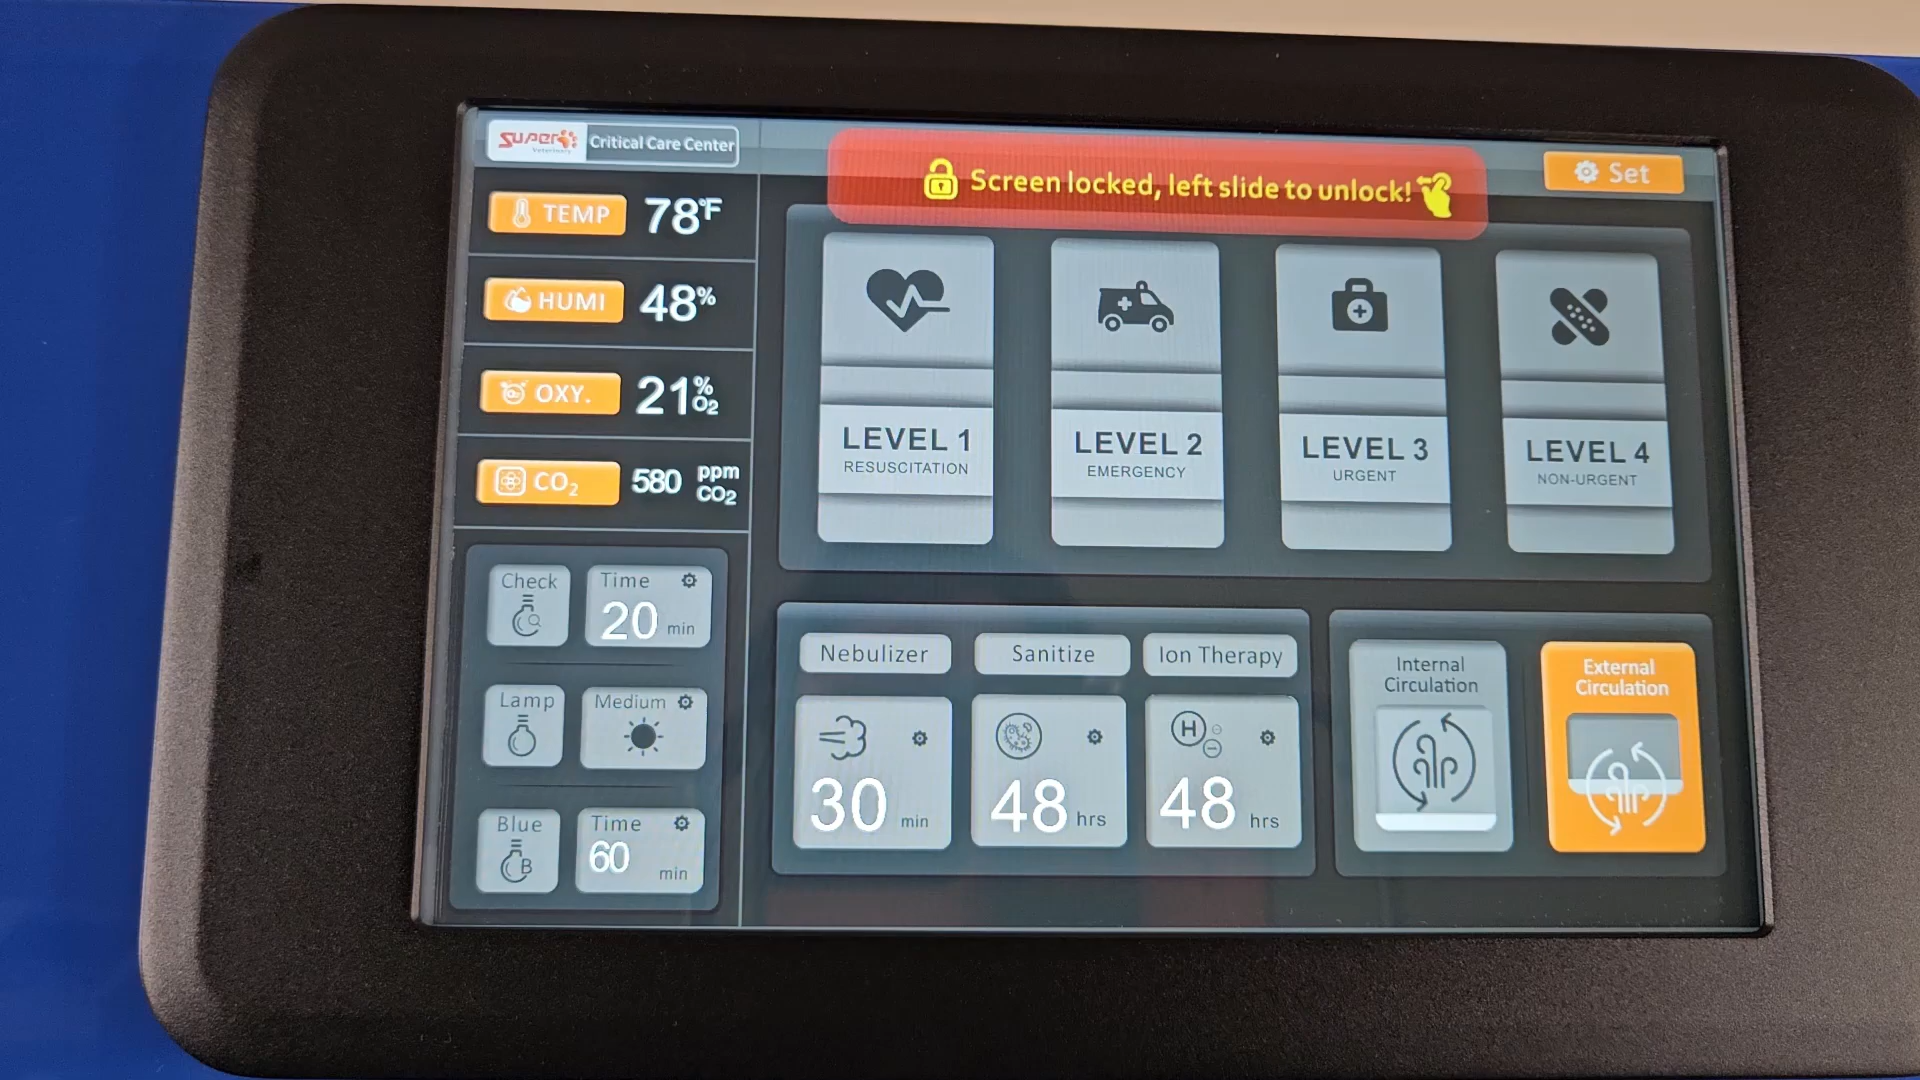 Super
Veterinary
Critical Care Center
Screen locked, left slide to unlock!
Set
TEMP 78°F
HUMI 48%
OXY. 21% O₂
CO₂ 580 ppm CO₂
LEVEL 1
RESUSCITATION
LEVEL 2
EMERGENCY
LEVEL 3
URGENT
LEVEL 4
NON-URGENT
Check
Time
20 min
Lamp
Medium
Blue
B
Time
60 min
Nebulizer
30 min
Sanitize
48 hrs
Ion Therapy
H
48 hrs
Internal
Circulation
External
Circulation